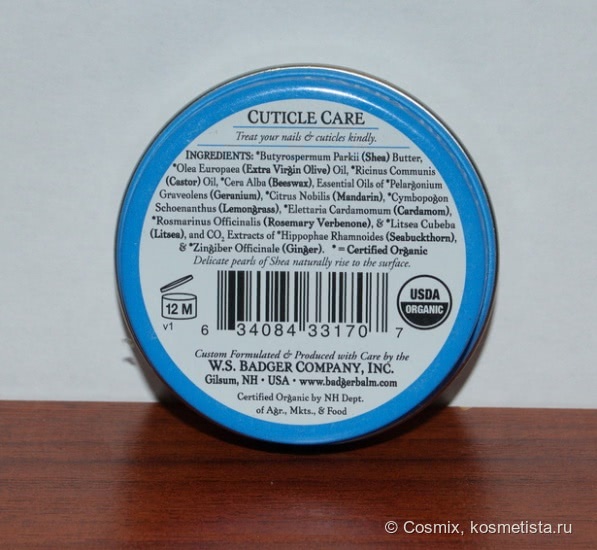 CUTICLE CARE
Treat your nails & cuticles kindly.
INGREDIENTS: *Butyrospermum Parkii (Shea) Butter,
*Olea Europaea (Extra Virgin Olive) Oil, *Ricinus Communis
(Castor) Oil, *Cera Alba (Beeswax), Essential Oils of *Pelargonium
Graveolens (Geranium), *Citrus Nobilis (Mandarin), *Cymbopogon
Schoenanthus (Lemongrass), *Elettaria Cardamomum (Cardamom),
*Rosmarinus Officinalis (Rosemary Verbenone), & *Litsea Cubeba
(Litsea), and CO₂ Extracts of *Hippophae Rhamnoides (Seabuckthorn),
& *Zingiber Officinale (Ginger). * = Certified Organic
Delicate pearls of Shea naturally rise to the surface.
12 M
v1
6 34084 33170 7
USDA
ORGANIC
Custom Formulated & Produced with Care by the
W.S. BADGER COMPANY, INC.
Gilsum, NH • USA • www.badgerbalm.com
Certified Organic by NH Dept.
of Agr., Mkts., & Food
© Cosmix, kosmetista.ru